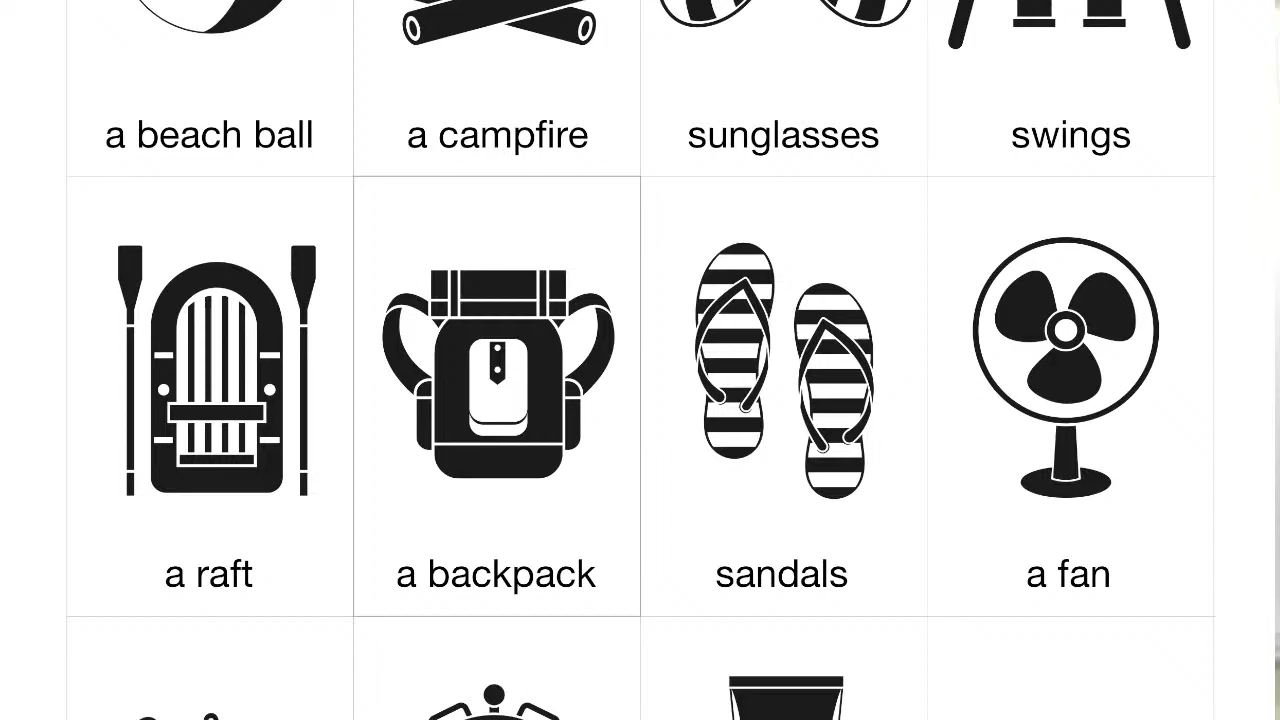 a beach ball
a campfire
sunglasses
swings
a raft
a backpack
sandals
a fan